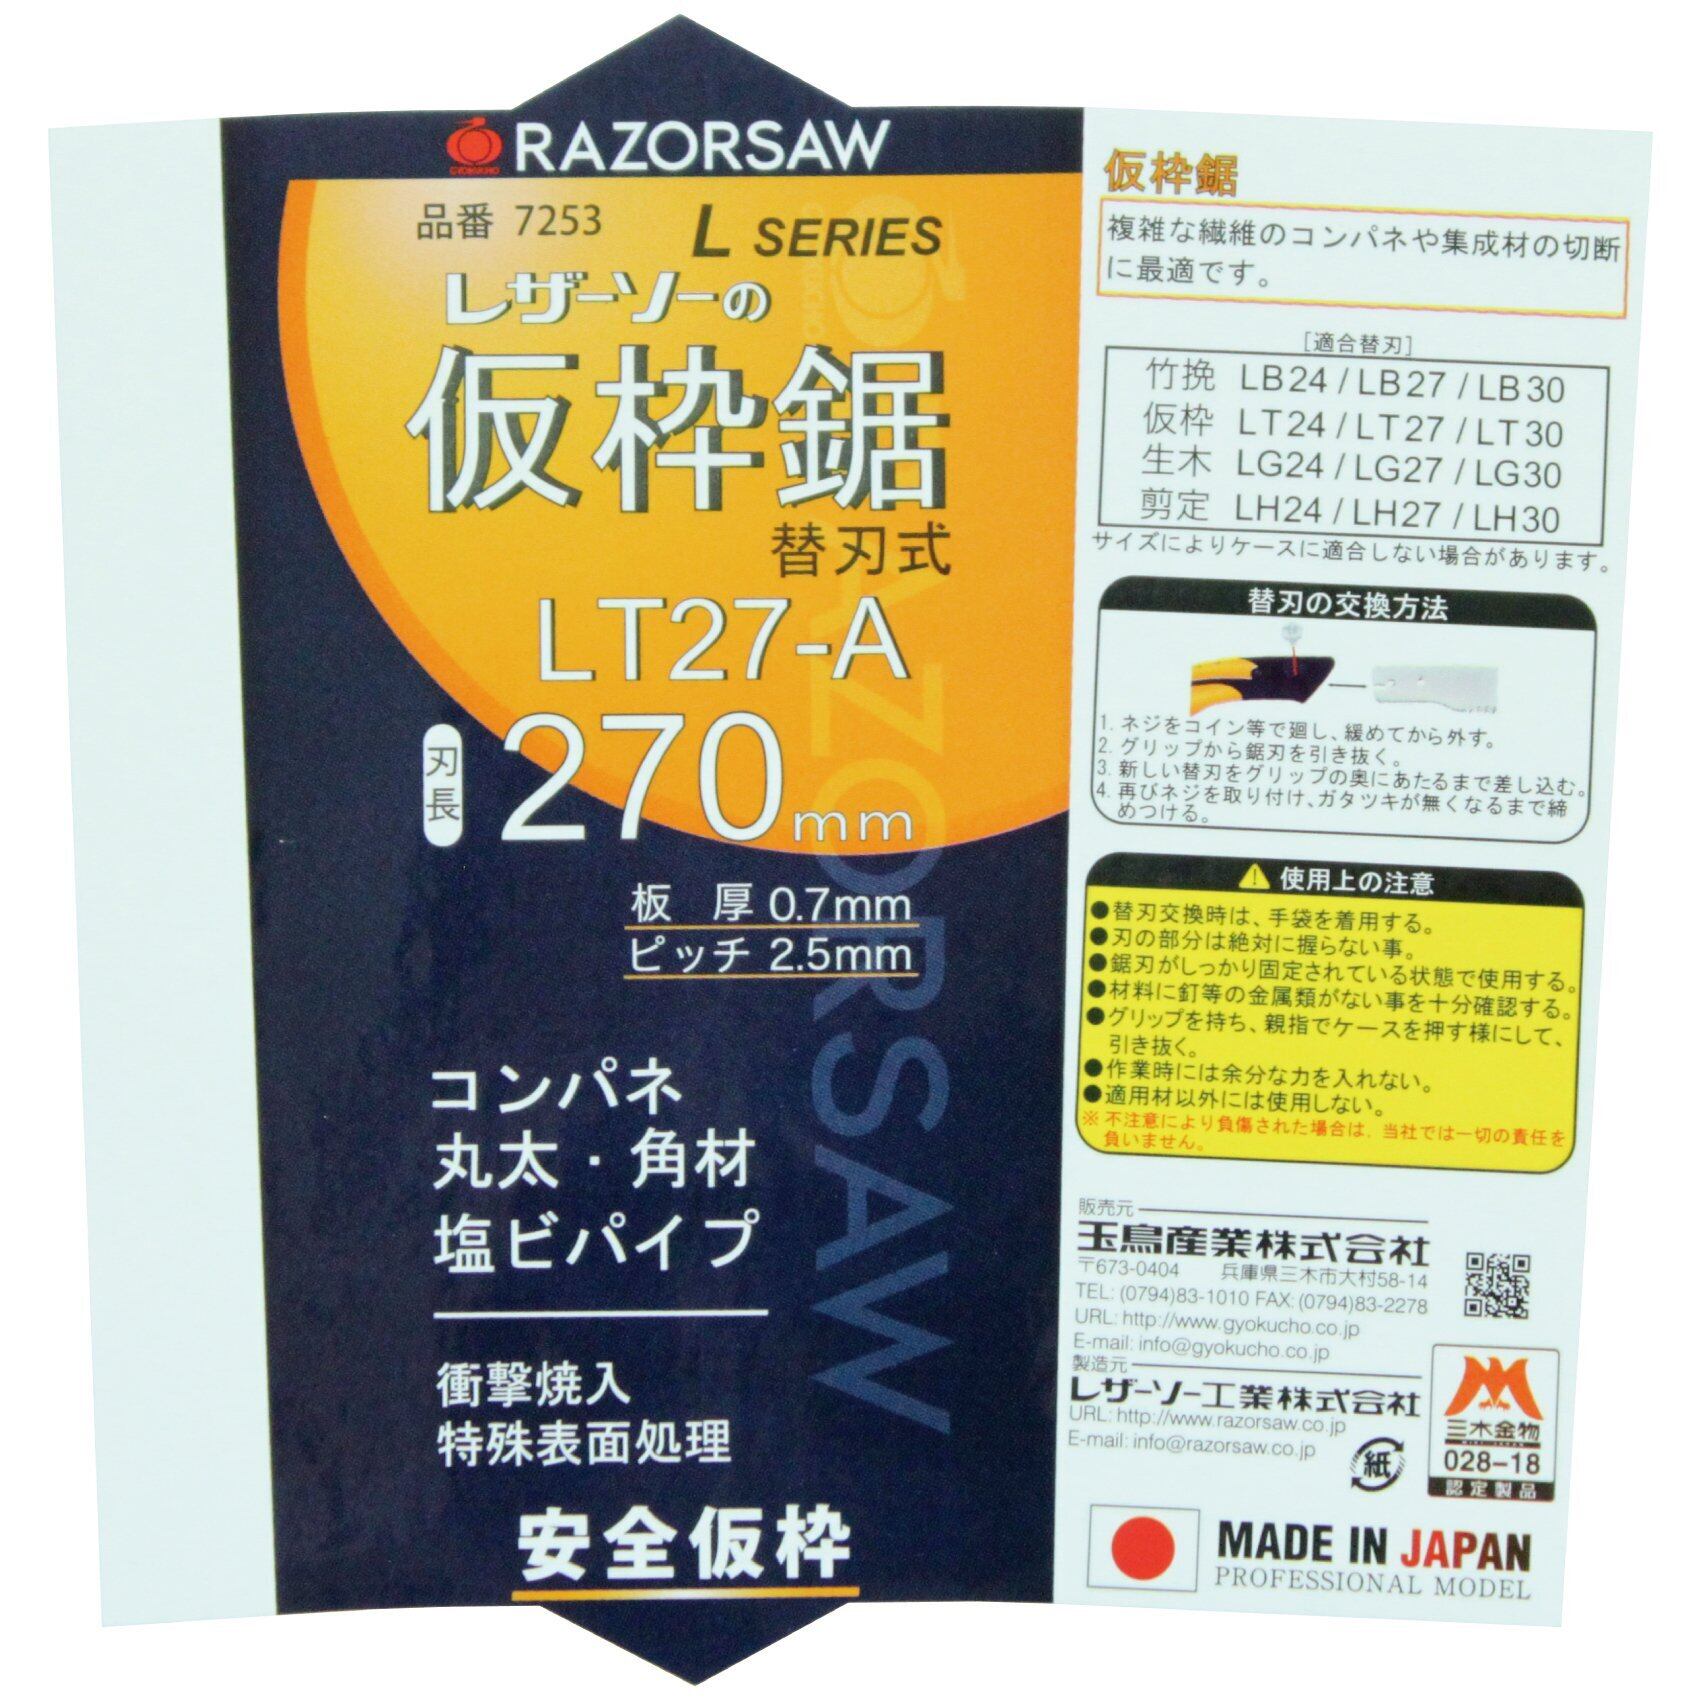 GYOKUCHO
RAZORSAW
品番 7253
L SERIES
レザーソーの
仮枠鋸
替刃式
LT27-A
刃長
270mm
板 厚 0.7mm
ピッチ 2.5mm
コンパネ
丸太・角材
塩ビパイプ
衝撃焼入
特殊表面処理
安全仮枠
RAZORSAW
仮枠鋸
複雑な繊維のコンパネや集成材の切断
に最適です。
[適合替刃]
竹挽 LB24 / LB27 / LB30
仮枠 LT24 / LT27 / LT30
生木 LG24 / LG27 / LG30
剪定 LH24 / LH27 / LH30
サイズによりケースに適合しない場合があります。
替刃の交換方法
1. ネジをコイン等で廻し、緩めてから外す。
2. グリップから鋸刃を引き抜く。
3. 新しい替刃をグリップの奥にあたるまで差し込む。
4. 再びネジを取り付け、ガタツキが無くなるまで締
めつける。
使用上の注意
●替刃交換時は、手袋を着用する。
●刃の部分は絶対に握らない事。
●鋸刃がしっかり固定されている状態で使用する。
●材料に釘等の金属類がない事を十分確認する。
●グリップを持ち、親指でケースを押す様にして、
引き抜く。
●作業時には余分な力を入れない。
●適用材以外には使用しない。
※不注意により負傷された場合は、当社では一切の責任を
負いません。
販売元
玉鳥産業株式会社
〒673-0404 兵庫県三木市大村58-14
TEL: (0794)83-1010 FAX: (0794)83-2278
URL: http://www.gyokucho.co.jp
E-mail: info@gyokucho.co.jp
製造元
レザーソー工業株式会社
URL: http://www.razorsaw.co.jp
E-mail: info@razorsaw.co.jp
紙
三木金物
MIKI JAPAN
028-18
認定製品
MADE IN JAPAN
PROFESSIONAL MODEL